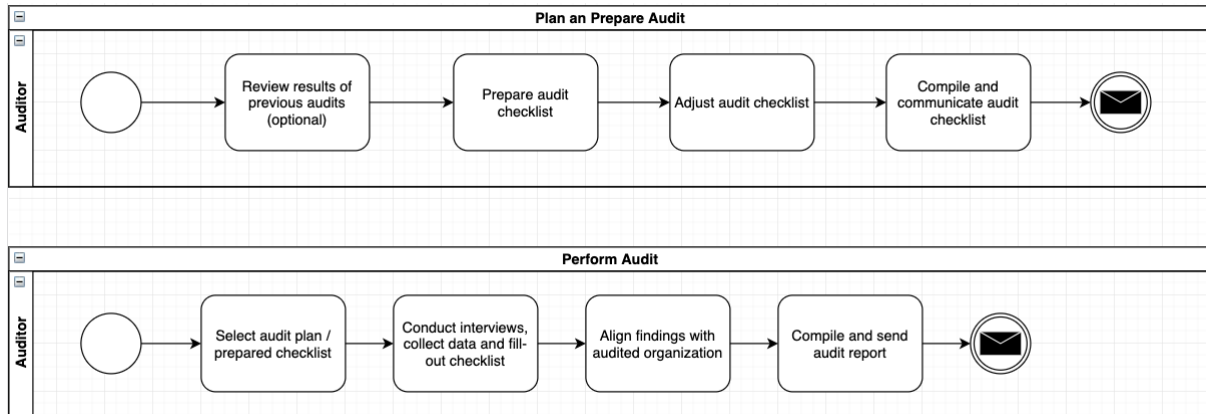 Plan an Prepare Audit
Auditor
Review results of
previous audits
(optional)
Prepare audit
checklist
Adjust audit checklist
Compile and
communicate audit
checklist
Perform Audit
Auditor
Select audit plan /
prepared checklist
Conduct interviews,
collect data and fill-
out checklist
Align findings with
audited organization
Compile and send
audit report